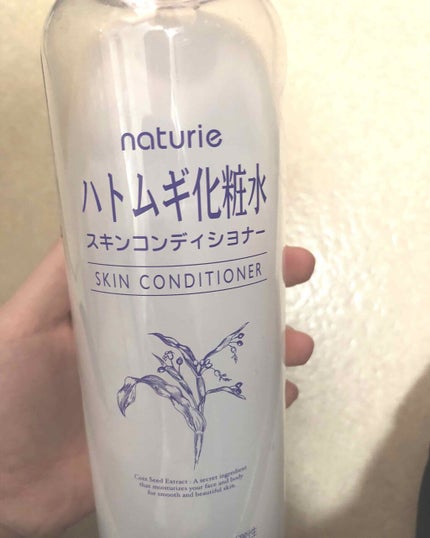 naturie
ハトムギ化粧水
スキンコンディショナー
SKIN CONDITIONER
Coix Seed Extract : A secret ingredient
that moisturizes your face and body
for smooth and beautiful skin.